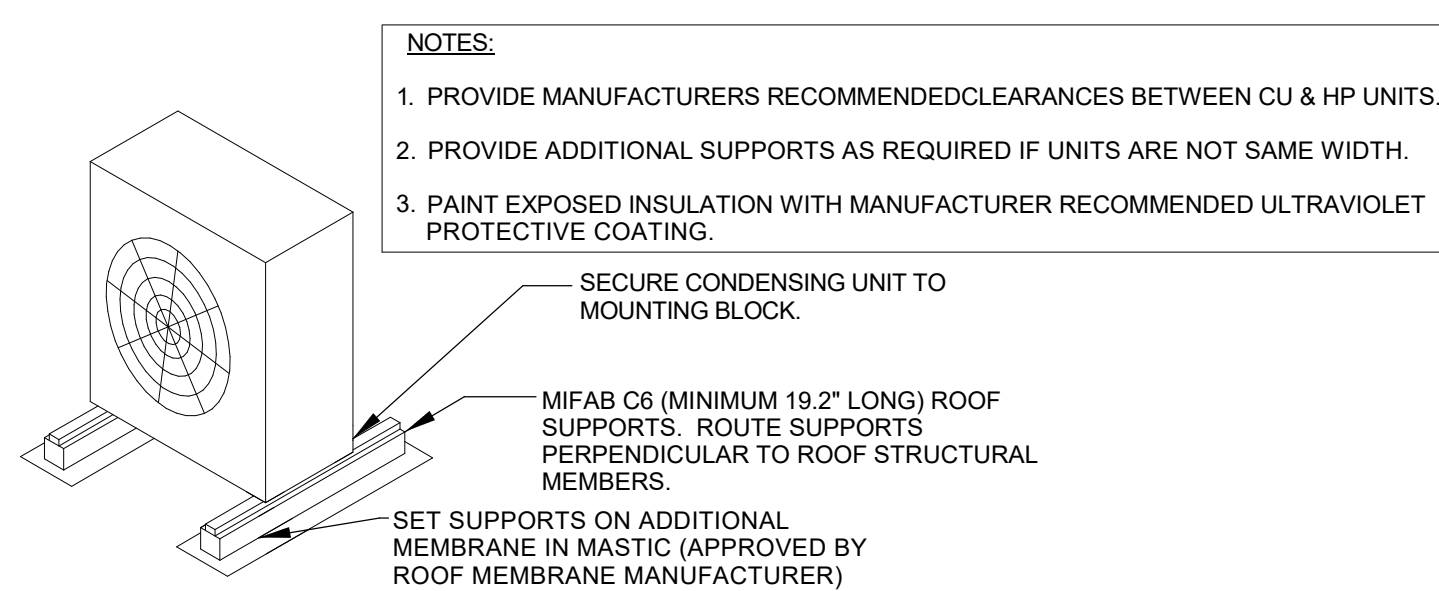 NOTES:
1. PROVIDE MANUFACTURERS RECOMMENDEDCLEARANCES BETWEEN CU & HP UNITS.
2. PROVIDE ADDITIONAL SUPPORTS AS REQUIRED IF UNITS ARE NOT SAME WIDTH.
3. PAINT EXPOSED INSULATION WITH MANUFACTURER RECOMMENDED ULTRAVIOLET
PROTECTIVE COATING.
SECURE CONDENSING UNIT TO
MOUNTING BLOCK.
MIFAB C6 (MINIMUM 19.2" LONG) ROOF
SUPPORTS. ROUTE SUPPORTS
PERPENDICULAR TO ROOF STRUCTURAL
MEMBERS.
SET SUPPORTS ON ADDITIONAL
MEMBRANE IN MASTIC (APPROVED BY
ROOF MEMBRANE MANUFACTURER)